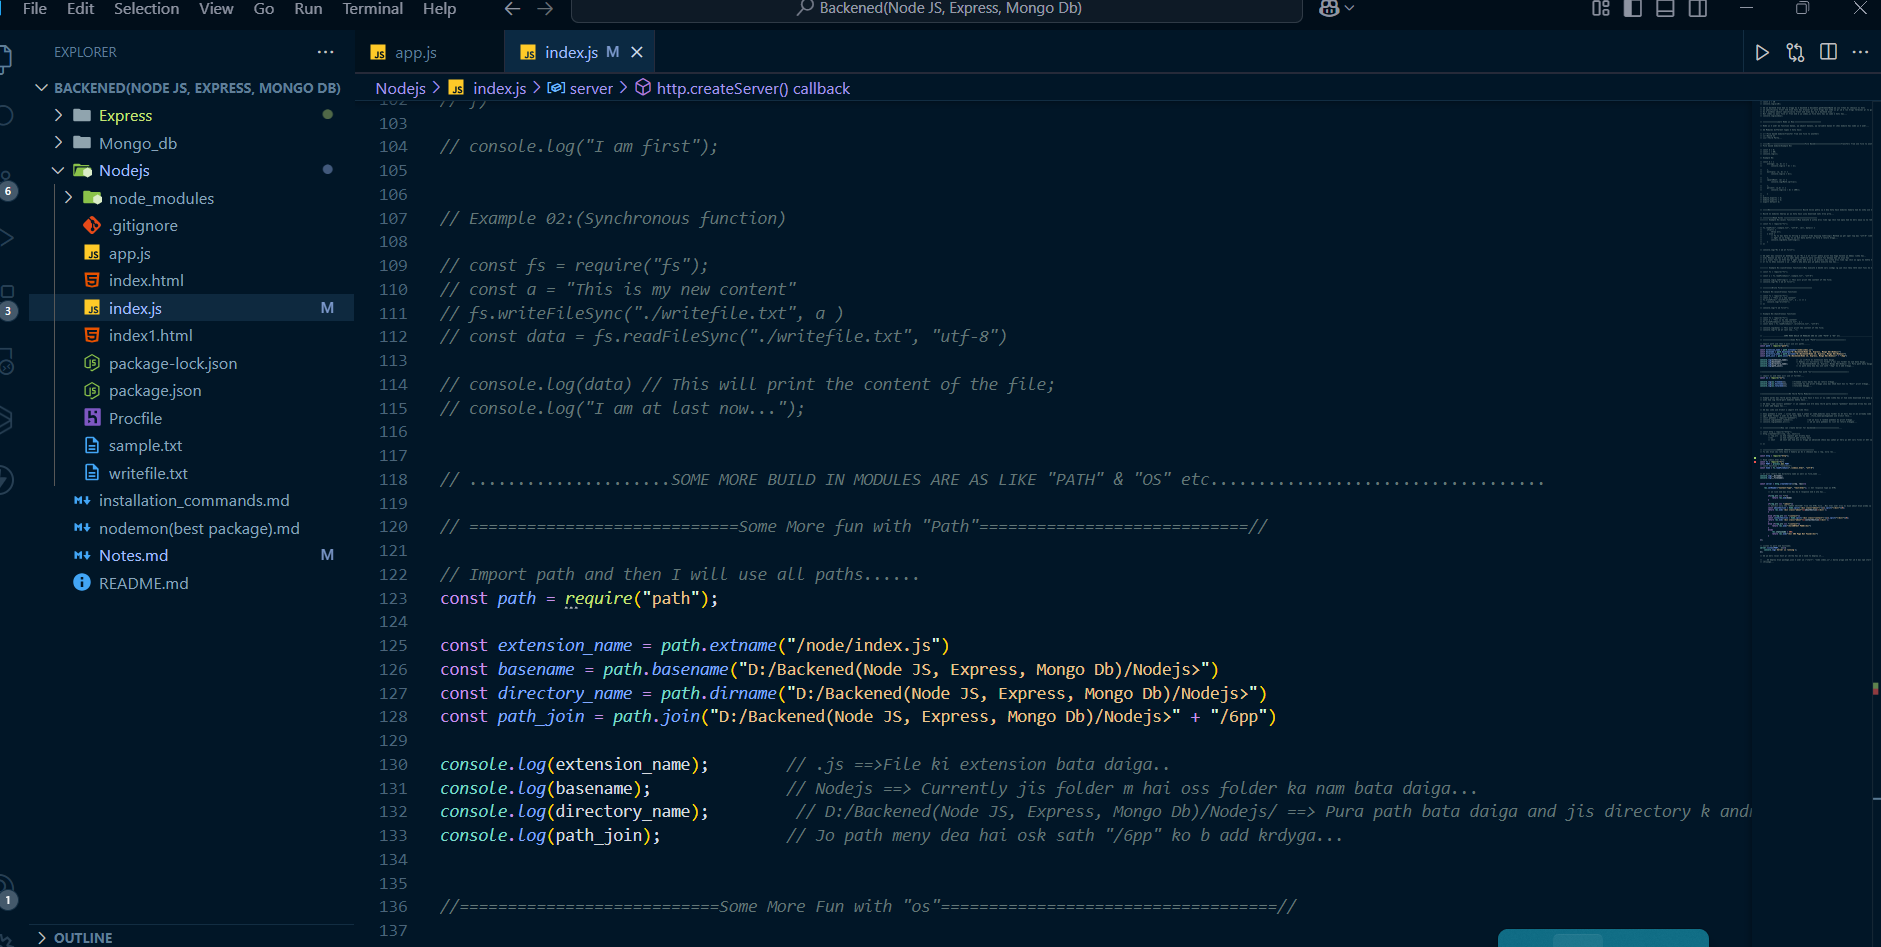 File Edit Selection View Go Run Terminal Help
Backened(Node JS, Express, Mongo Db)
EXPLORER
BACKENED(NODE JS, EXPRESS, MONGO DB)
Express
Mongo_db
Nodejs
node_modules
.gitignore
app.js
index.html
index.js M
index1.html
package-lock.json
package.json
Procfile
sample.txt
writefile.txt
installation_commands.md
nodemon(best package).md
Notes.md M
README.md
OUTLINE
6
3
1
app.js
index.js M
Nodejs > index.js > server > http.createServer() callback
102 // })
103
104 // console.log("I am first");
105
106
107 // Example 02:(Synchronous function)
108
109 // const fs = require("fs");
110 // const a = "This is my new content"
111 // fs.writeFileSync("./writefile.txt", a )
112 // const data = fs.readFileSync("./writefile.txt", "utf-8")
113
114 // console.log(data) // This will print the content of the file;
115 // console.log("I am at last now...");
116
117
118 // .....................SOME MORE BUILD IN MODULES ARE AS LIKE "PATH" & "OS" etc...................................
119
120 // ============================Some More fun with "Path"============================//
121
122 // Import path and then I will use all paths......
123 const path = require("path");
124
125 const extension_name = path.extname("/node/index.js")
126 const basename = path.basename("D:/Backened(Node JS, Express, Mongo Db)/Nodejs>")
127 const directory_name = path.dirname("D:/Backened(Node JS, Express, Mongo Db)/Nodejs>")
128 const path_join = path.join("D:/Backened(Node JS, Express, Mongo Db)/Nodejs>" + "/6pp")
129
130 console.log(extension_name); // .js ==>File ki extension bata daiga..
131 console.log(basename); // Nodejs ==> Currently jis folder m hai oss folder ka nam bata daiga...
132 console.log(directory_name); // D:/Backened(Node JS, Express, Mongo Db)/Nodejs/ ==> Pura path bata daiga and jis directory k and
133 console.log(path_join); // Jo path meny dea hai osk sath "/6pp" ko b add krdyga...
134
135
136 //===========================Some More Fun with "os"===================================//
137